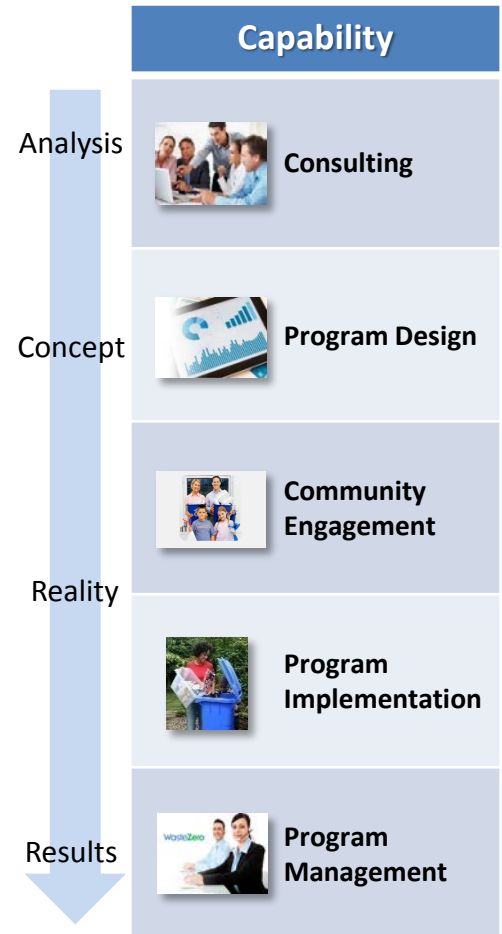 Capability
Analysis
Consulting
Concept
Program Design
Community
Engagement
Reality
Program
Implementation
WasteZero
Results
Program
Management